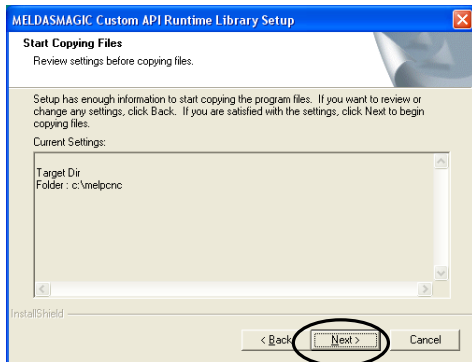 MELDASMAGIC Custom API Runtime Library Setup
Start Copying Files
Review settings before copying files.
Setup has enough information to start copying the program files. If you want to review or
change any settings, click Back. If you are satisfied with the settings, click Next to begin
copying files.
Current Settings:
Target Dir
Folder : c:\melpcnc
InstallShield
< Back
Next >
Cancel